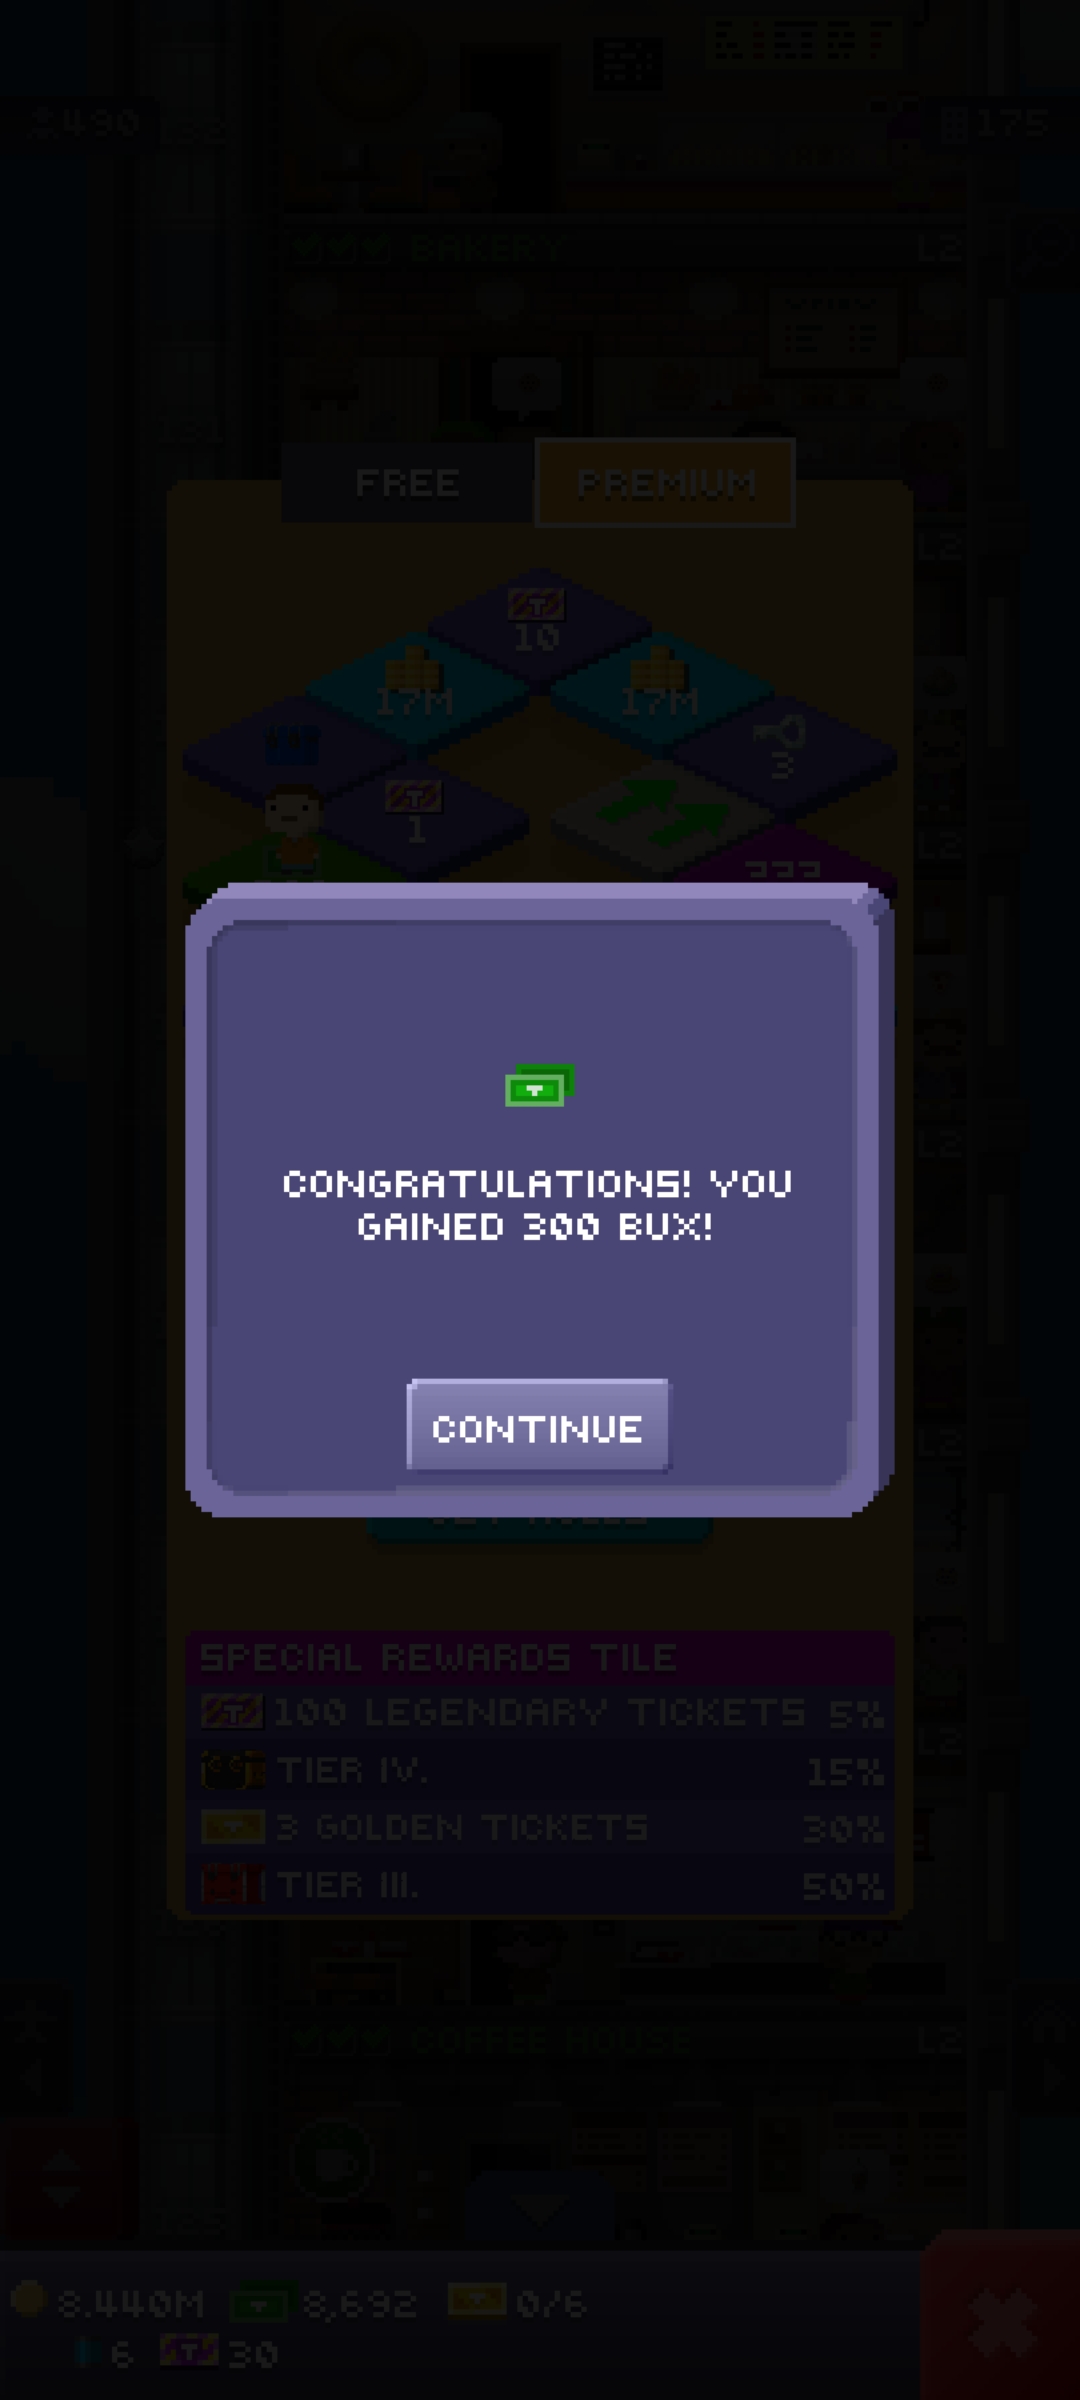 490
175
BAKERY
L2
FREE
PREMIUM
10
17M
17M
3
1
???
CONGRATULATIONS! YOU
GAINED 300 BUX!
CONTINUE
SPECIAL REWARDS TILE
100 LEGENDARY TICKETS 5%
TIER IV. 15%
3 GOLDEN TICKETS 30%
TIER III. 50%
COFFEE HOUSE
L2
8.440M 8,692 0/6
6 30